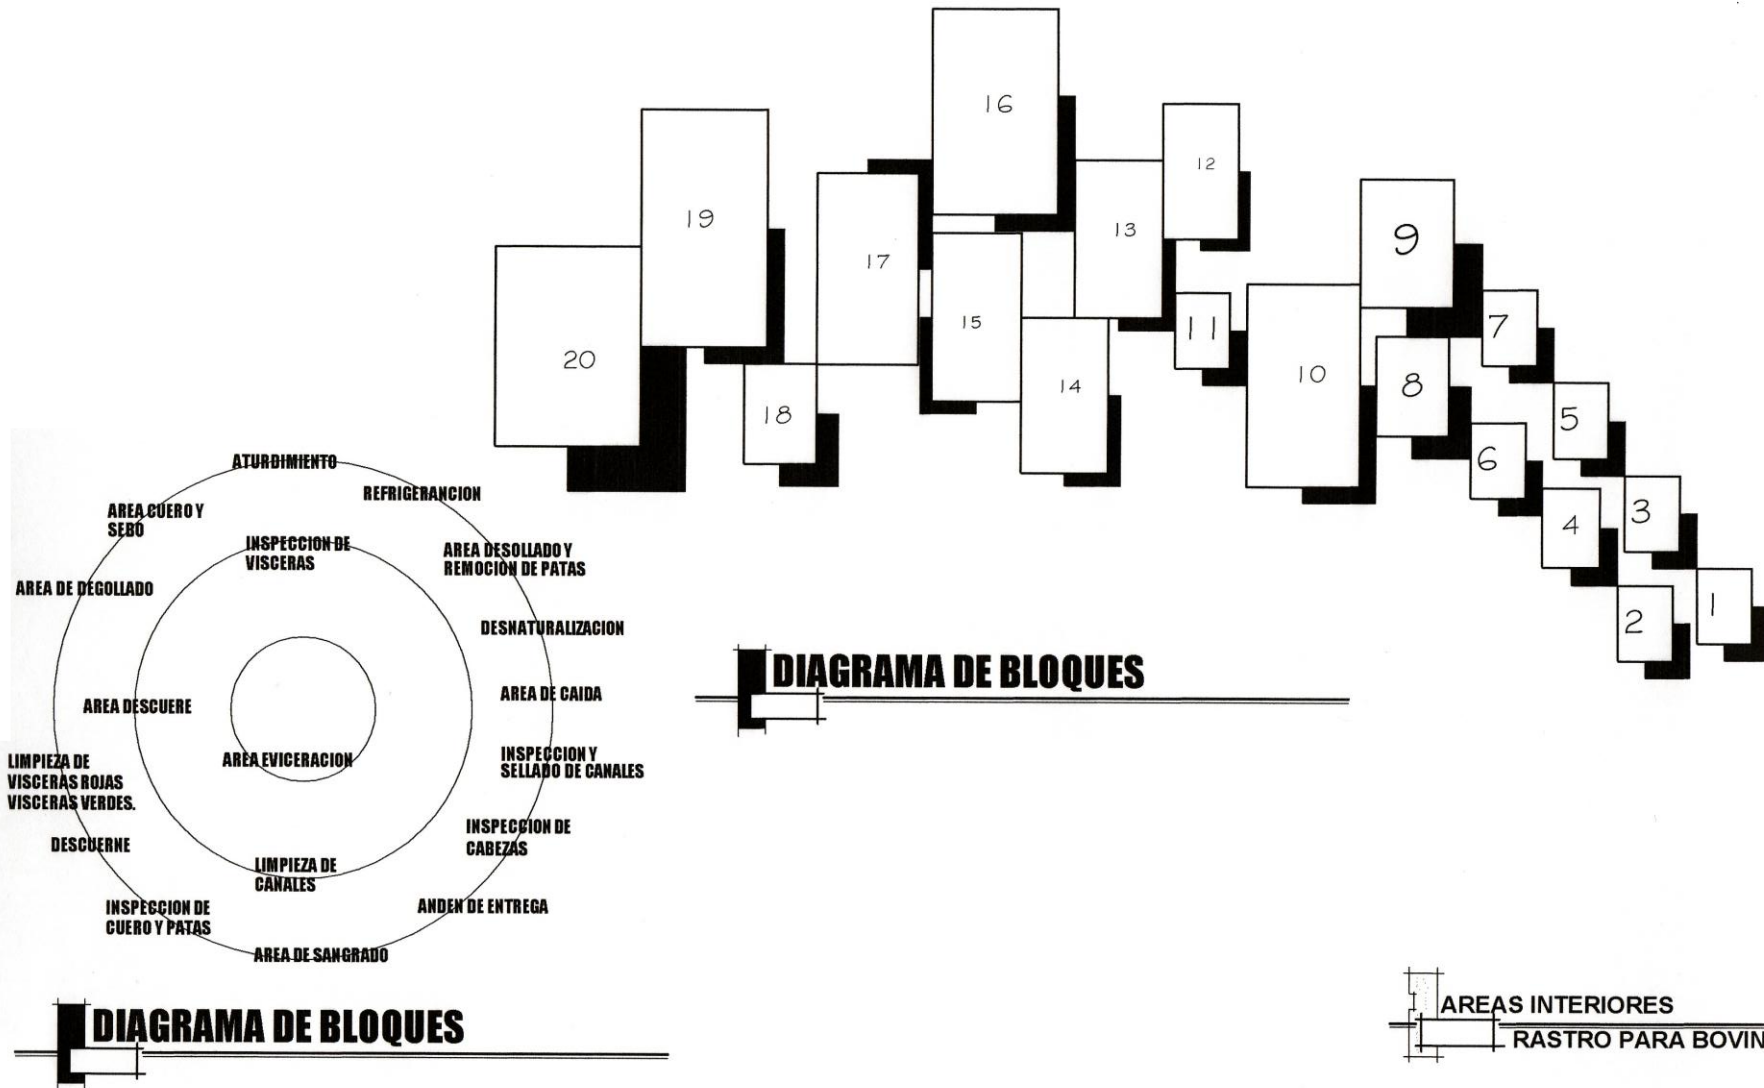 16
12
19
13
9
17
7
15
11
20
10
14
8
18
5
6
3
4
1
2
ATURDIMIENTO
REFRIGERANCION
AREA CUERO Y
SEBO
INSPECCION DE
VISCERAS
AREA DESOLLADO Y
REMOCION DE PATAS
AREA DE DEGOLLADO
DESNATURALIZACION
AREA DE CAIDA
AREA DESCUERE
AREA EVICERACION
INSPECCION Y
SELLADO DE CANALES
LIMPIEZA DE
VISCERAS ROJAS
VISCERAS VERDES.
INSPECCION DE
CABEZAS
DESCUERNE
LIMPIEZA DE
CANALES
INSPECCION DE
CUERO Y PATAS
ANDEN DE ENTREGA
AREA DE SANGRADO
DIAGRAMA DE BLOQUES
DIAGRAMA DE BLOQUES
AREAS INTERIORES
RASTRO PARA BOVIN